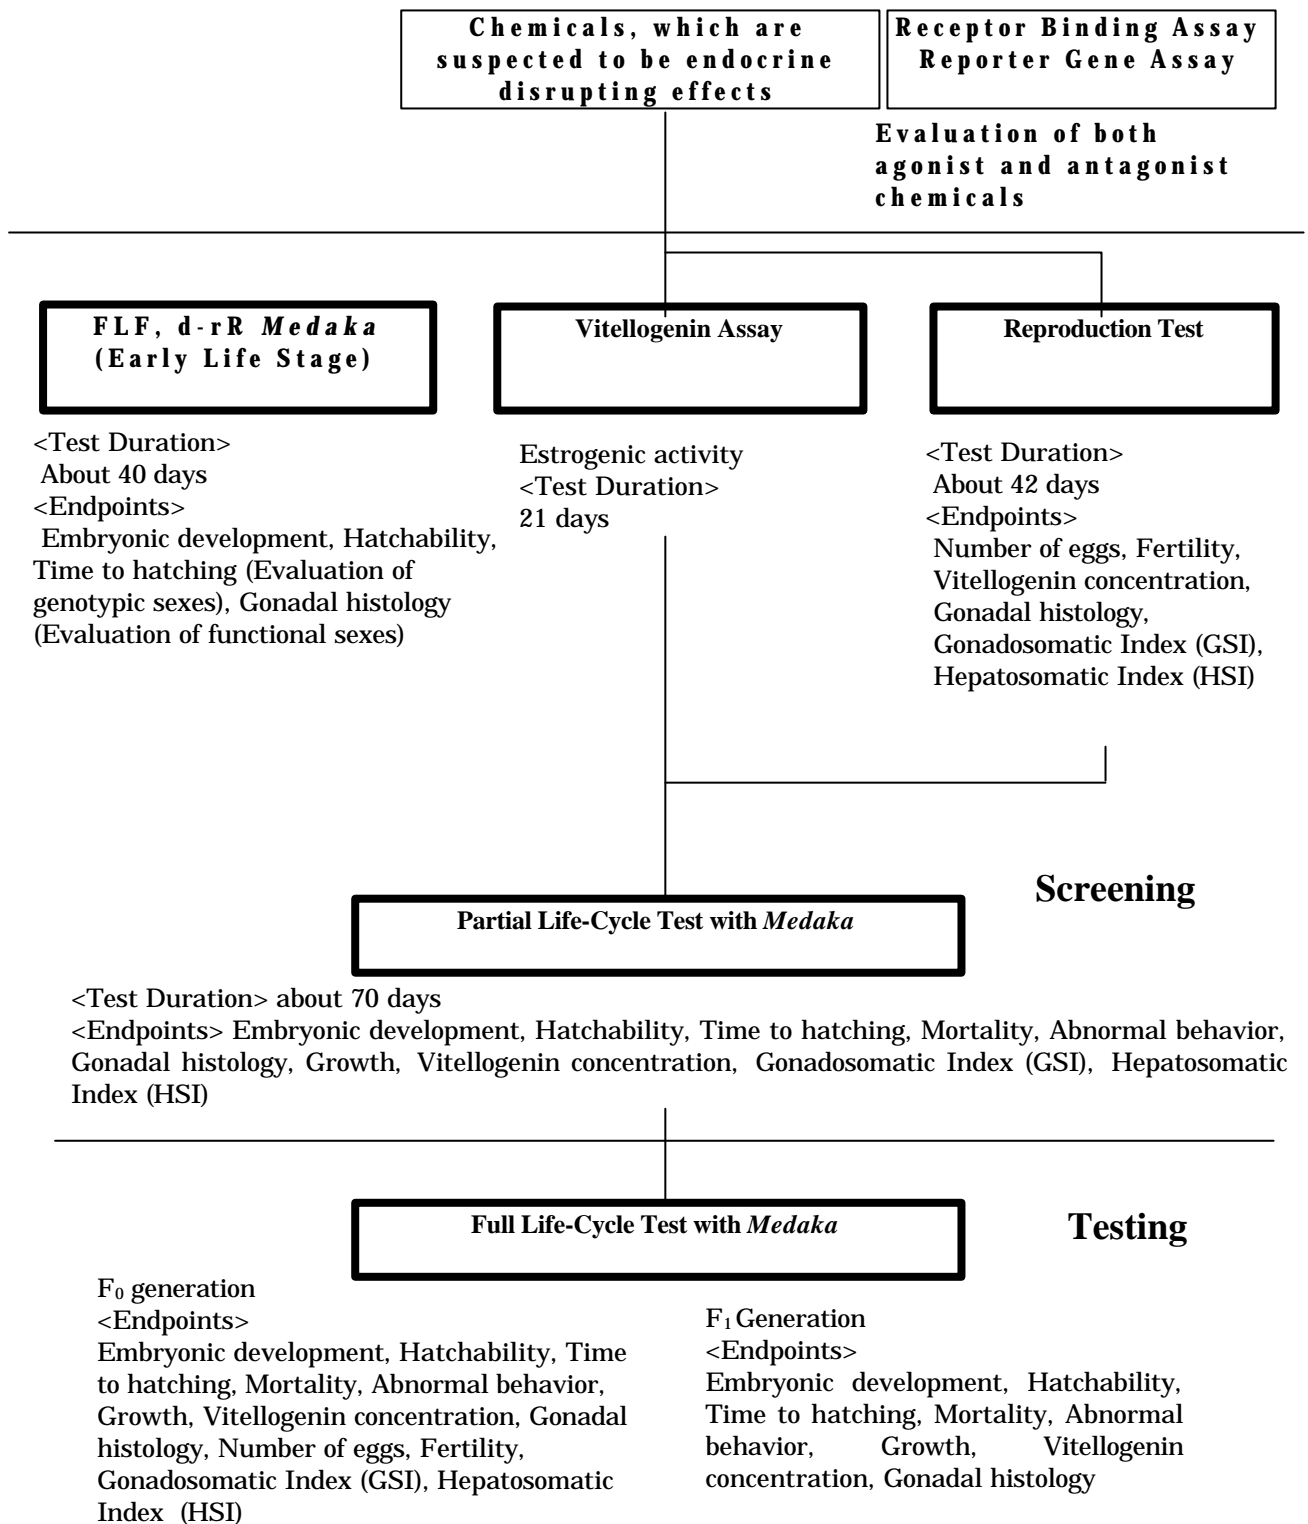 Chemicals, which are
suspected to be endocrine
disrupting effects
Receptor Binding Assay
Reporter Gene Assay
Evaluation of both
agonist and antagonist
chemicals
FLF, d-rR Medaka
(Early Life Stage)
<Test Duration>
About 40 days
<Endpoints>
Embryonic development, Hatchability,
Time to hatching (Evaluation of
genotypic sexes), Gonadal histology
(Evaluation of functional sexes)
Vitellogenin Assay
Estrogenic activity
<Test Duration>
21 days
Reproduction Test
<Test Duration>
About 42 days
<Endpoints>
Number of eggs, Fertility,
Vitellogenin concentration,
Gonadal histology,
Gonadosomatic Index (GSI),
Hepatosomatic Index (HSI)
Screening
Partial Life-Cycle Test with Medaka
<Test Duration> about 70 days
<Endpoints> Embryonic development, Hatchability, Time to hatching, Mortality, Abnormal behavior,
Gonadal histology, Growth, Vitellogenin concentration, Gonadosomatic Index (GSI), Hepatosomatic
Index (HSI)
Full Life-Cycle Test with Medaka
Testing
F0 generation
<Endpoints>
Embryonic development, Hatchability, Time
to hatching, Mortality, Abnormal behavior,
Growth, Vitellogenin concentration, Gonadal
histology, Number of eggs, Fertility,
Gonadosomatic Index (GSI), Hepatosomatic
Index (HSI)
F1 Generation
<Endpoints>
Embryonic development, Hatchability,
Time to hatching, Mortality, Abnormal
behavior, Growth, Vitellogenin
concentration, Gonadal histology